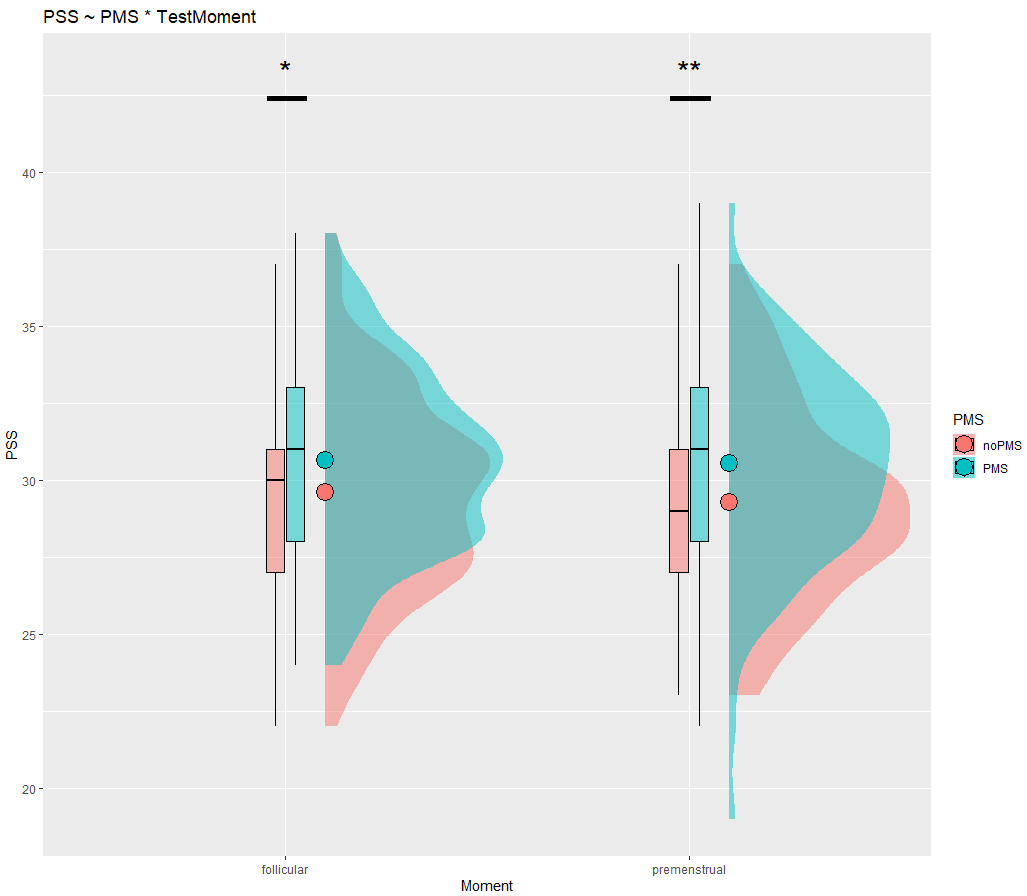 PSS ~ PMS * TestMoment
*
**
40
35
30
25
20
PSS
follicular
premenstrual
Moment
PMS
noPMS
PMS